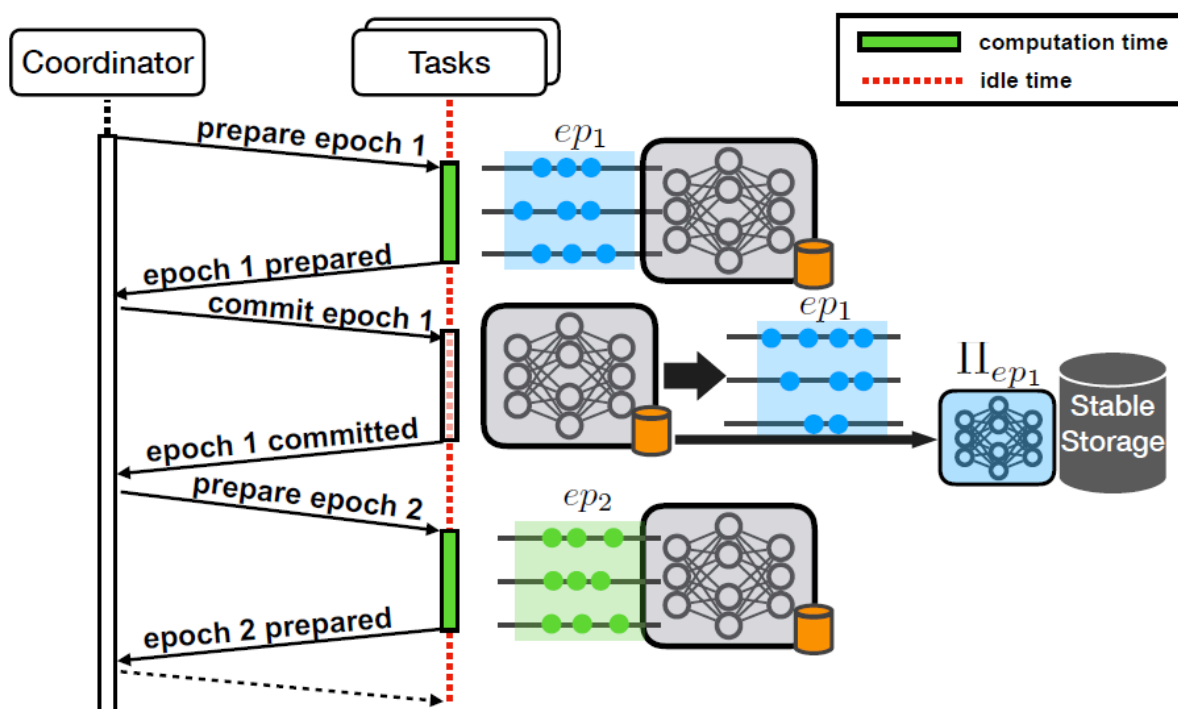 Coordinator
Tasks
computation time
idle time
prepare epoch 1
ep1
epoch 1 prepared
commit epoch 1
ep1
Πep1
Stable
Storage
epoch 1 committed
prepare epoch 2
ep2
epoch 2 prepared